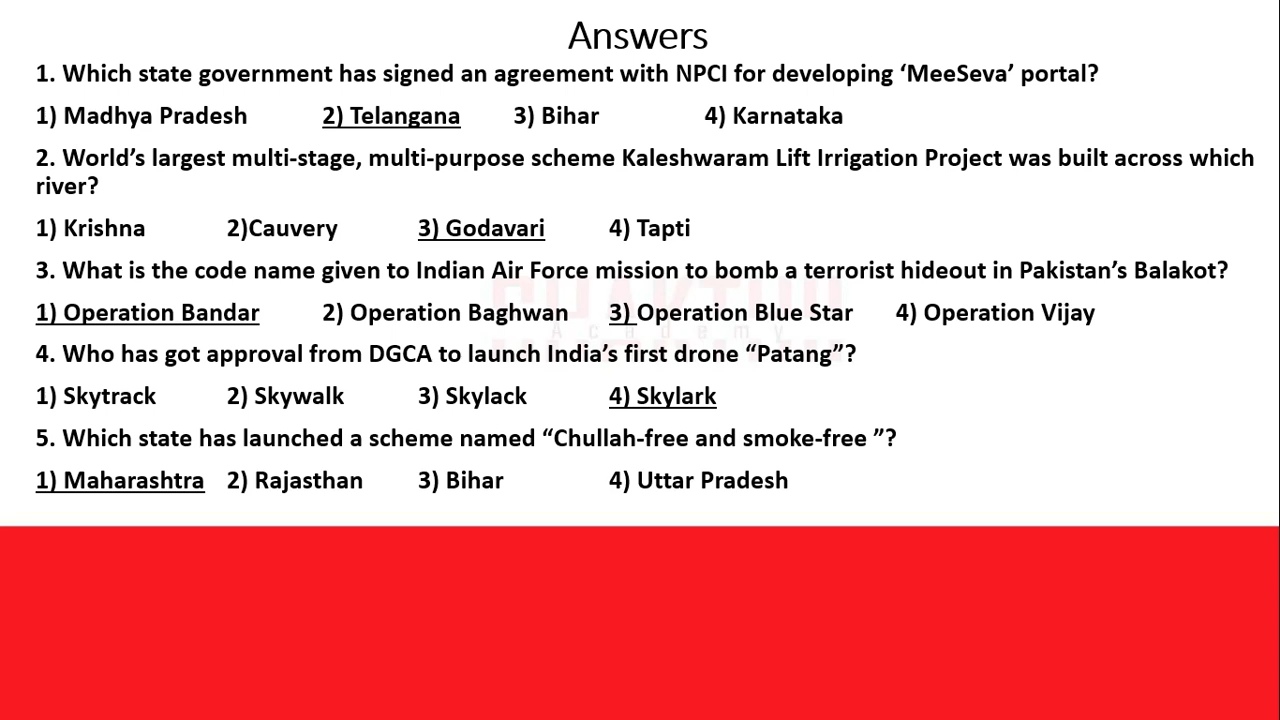 Answers
1. Which state government has signed an agreement with NPCI for developing ‘MeeSeva’ portal?
1) Madhya Pradesh 2) Telangana 3) Bihar 4) Karnataka
2. World’s largest multi-stage, multi-purpose scheme Kaleshwaram Lift Irrigation Project was built across which
river?
1) Krishna 2)Cauvery 3) Godavari 4) Tapti
3. What is the code name given to Indian Air Force mission to bomb a terrorist hideout in Pakistan’s Balakot?
1) Operation Bandar 2) Operation Baghwan 3) Operation Blue Star 4) Operation Vijay
Academy
4. Who has got approval from DGCA to launch India’s first drone “Patang”?
1) Skytrack 2) Skywalk 3) Skylack 4) Skylark
5. Which state has launched a scheme named “Chullah-free and smoke-free ”?
1) Maharashtra 2) Rajasthan 3) Bihar 4) Uttar Pradesh